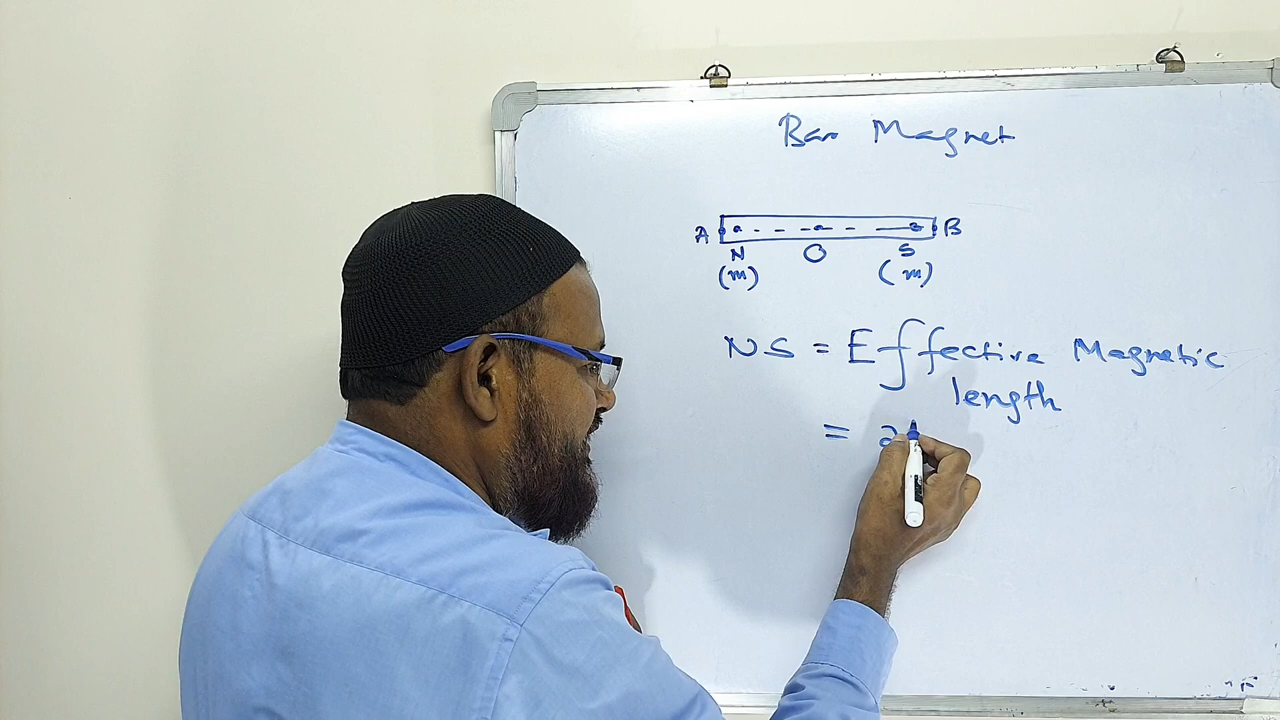 Bar Magnet
A B
N O S
(m) (m)
NS = Effective Magnetic
length
= 2